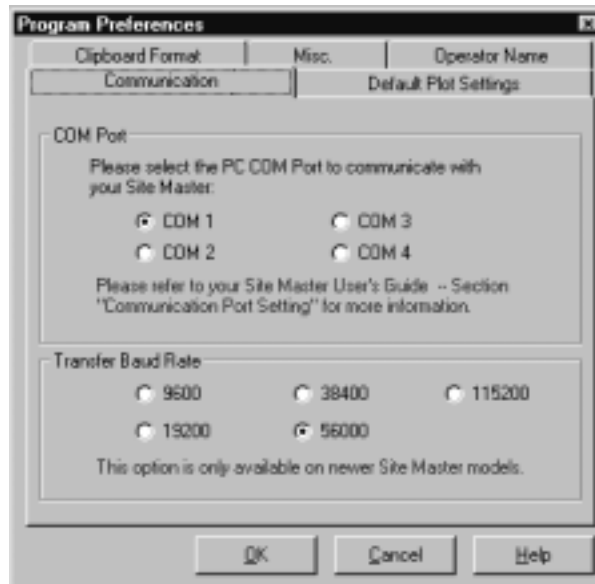 Program Preferences
Clipboard Format Misc. Operator Name
Communication Default Plot Settings
COM Port
Please select the PC COM Port to communicate with
your Site Master:
COM 1 COM 3
COM 2 COM 4
Please refer to your Site Master User's Guide -- Section
"Communication Port Setting" for more information.
Transfer Baud Rate
9600 38400 115200
19200 56000
This option is only available on newer Site Master models.
OK Cancel Help